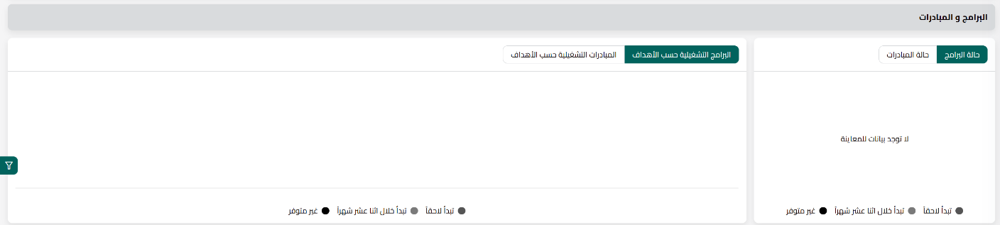 البرامج و المبادرات
حالة البرامج
حالة المبادرات
لا توجد بيانات للمعاينة
تبدأ لاحقاً
تبدأ خلال اثنا عشر شهراً
غير متوفر
البرامج التشغيلية حسب الأهداف
المبادرات التشغيلية حسب الأهداف
تبدأ لاحقاً
تبدأ خلال اثنا عشر شهراً
غير متوفر